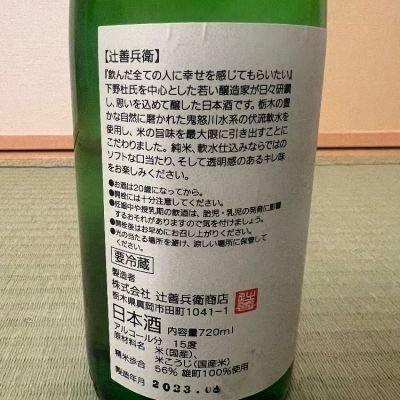 【辻善兵衛】
『飲んだ全ての人に幸せを感じてもらいたい』
下野杜氏を中心とした若い醸造家が日々研鑽
し、思いを込めて醸した日本酒です。栃木の豊
かな自然に磨かれた鬼怒川水系の伏流軟水を
使用し、米の旨味を最大限に引き出すことに
こだわりました。純米、軟水仕込みならではの
ソフトな口当たり、そして透明感のあるキレ味
をお楽しみください。
●お酒は20歳になってから。
●開栓には十分注意してください。
●妊娠中や授乳期の飲酒は、胎児・乳児の発育に影響
するおそれがありますので気を付けましょう。
●開栓後はお早めにお召し上がりください。
●光の当たる場所を避け、涼しい場所に保管して
ください。
要冷蔵
製造者
株式会社 辻善兵衛商店
栃木県真岡市田町1041-1
日本酒 内容量720ml
アルコール分 15度
原材料名 米(国産)、
米こうじ(国産米)
精米歩合 56% 雄町100%使用
製造年月 2023.04